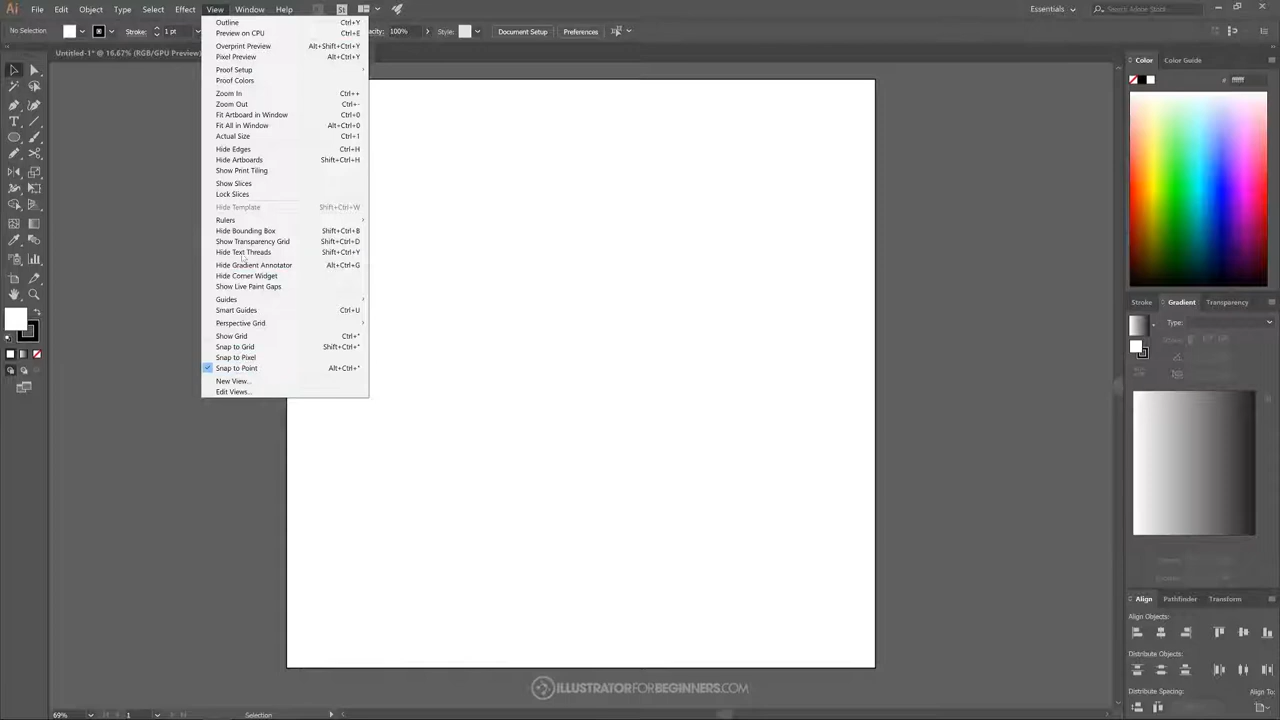 Ai File Edit Object Type Select Effect View Window Help St Essentials Search Adobe Stock
No Selection Stroke: 1 pt 100% Style: Document Setup Preferences
Untitled-1* @ 16.67% (RGB/GPU Preview)
Outline Ctrl+Y
Preview on CPU Ctrl+E
Overprint Preview Alt+Shift+Ctrl+Y
Pixel Preview Alt+Ctrl+Y
Proof Setup
Proof Colors
Zoom In Ctrl++
Zoom Out Ctrl+-
Fit Artboard in Window Ctrl+0
Fit All in Window Alt+Ctrl+0
Actual Size Ctrl+1
Hide Edges Ctrl+H
Hide Artboards Shift+Ctrl+H
Show Print Tiling
Show Slices
Lock Slices
Hide Template Shift+Ctrl+W
Rulers
Hide Bounding Box Shift+Ctrl+B
Show Transparency Grid Shift+Ctrl+D
Hide Text Threads Shift+Ctrl+Y
Hide Gradient Annotator Alt+Ctrl+G
Hide Corner Widget
Show Live Paint Gaps
Guides
Smart Guides Ctrl+U
Perspective Grid
Show Grid Ctrl+"
Snap to Grid Shift+Ctrl+"
Snap to Pixel
Snap to Point Alt+Ctrl+"
New View...
Edit Views...
Color Color Guide
Stroke Gradient Transparency
Type:
Align Pathfinder Transform
Align Objects:
Distribute Objects:
Distribute Spacing: Align To:
ILLUSTRATORFORBEGINNERS.COM
69% 1 Selection